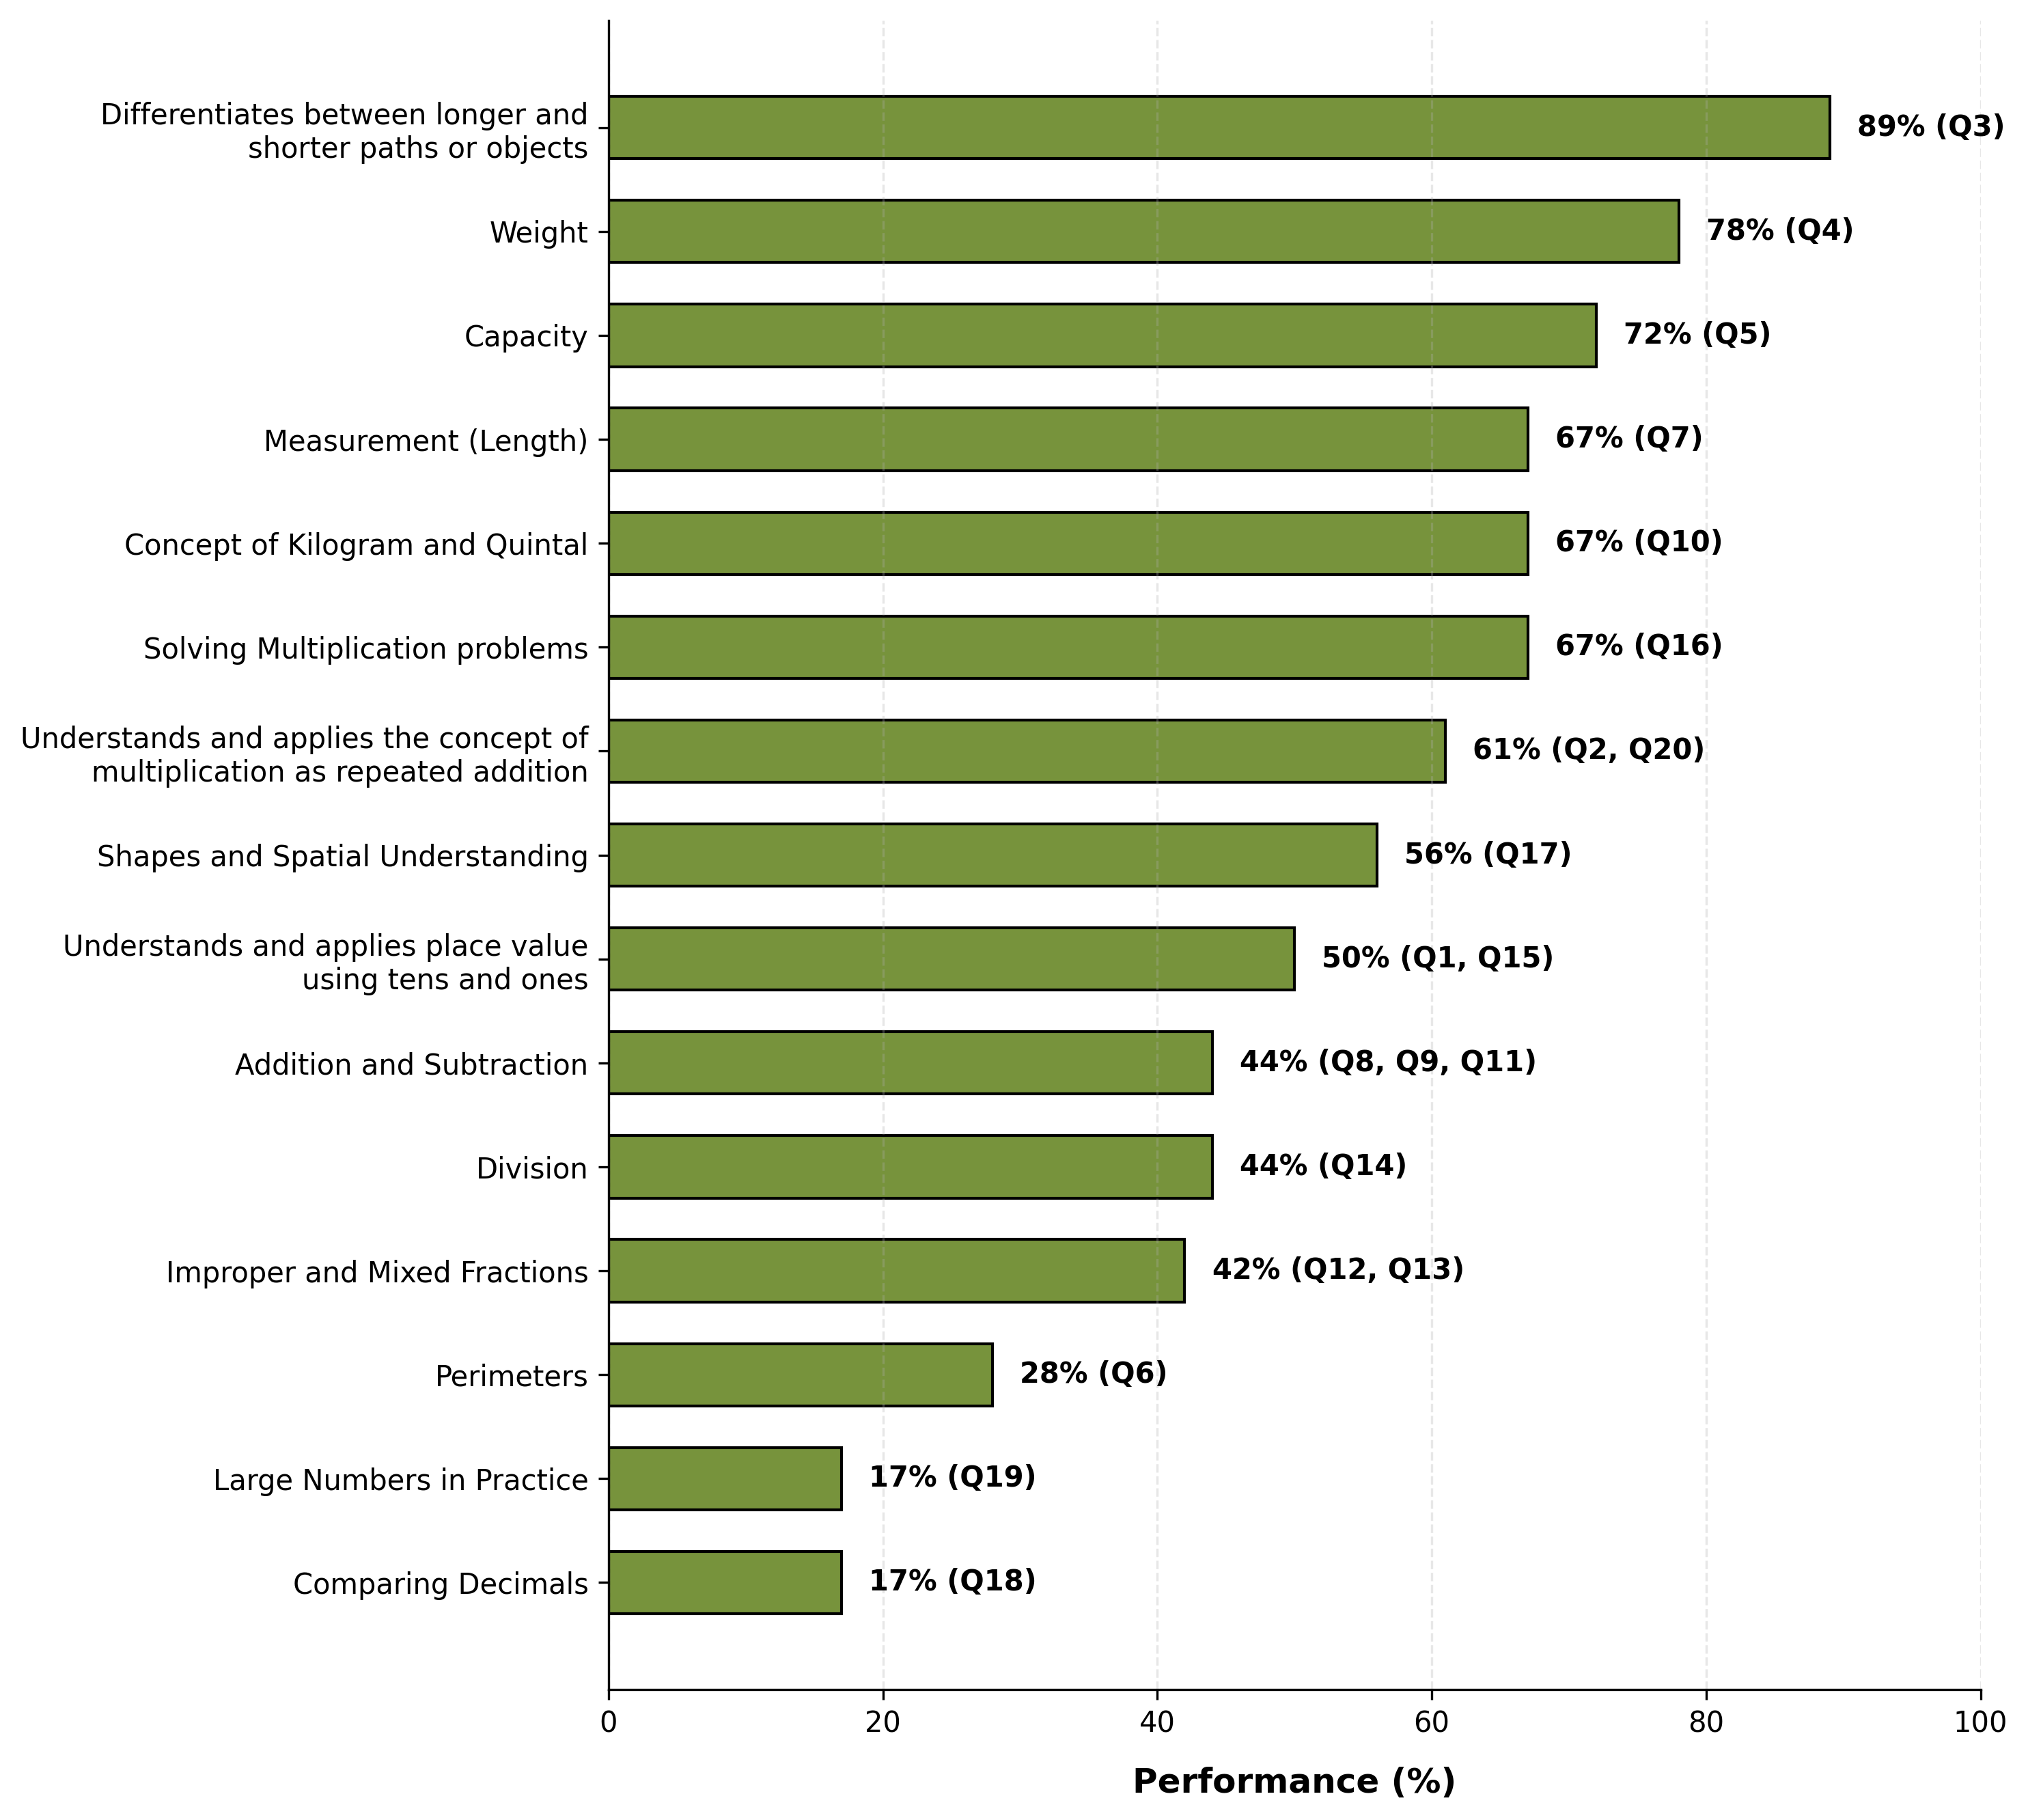 Differentiates between longer and
shorter paths or objects
89% (Q3)
Weight
78% (Q4)
Capacity
72% (Q5)
Measurement (Length)
67% (Q7)
Concept of Kilogram and Quintal
67% (Q10)
Solving Multiplication problems
67% (Q16)
Understands and applies the concept of
multiplication as repeated addition
61% (Q2, Q20)
Shapes and Spatial Understanding
56% (Q17)
Understands and applies place value
using tens and ones
50% (Q1, Q15)
Addition and Subtraction
44% (Q8, Q9, Q11)
Division
44% (Q14)
Improper and Mixed Fractions
42% (Q12, Q13)
Perimeters
28% (Q6)
Large Numbers in Practice
17% (Q19)
Comparing Decimals
17% (Q18)
0 20 40 60 80 100
Performance (%)